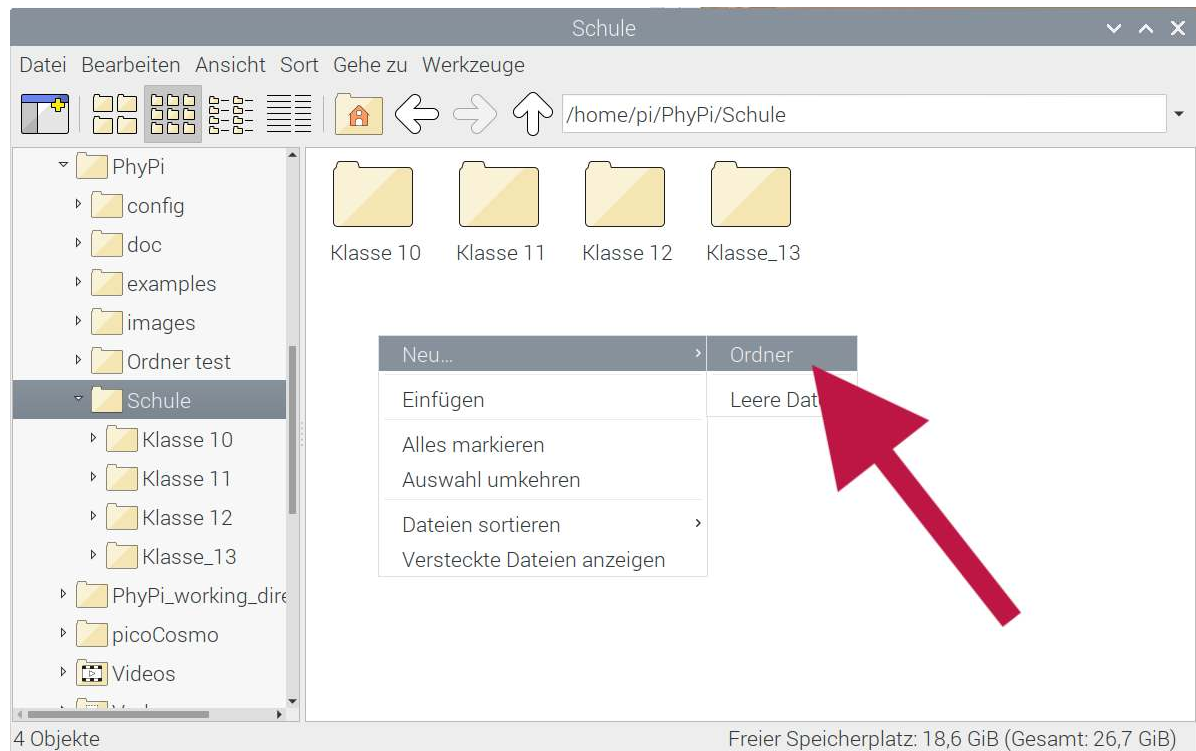 Schule
Datei Bearbeiten Ansicht Sort Gehe zu Werkzeuge
/home/pi/PhyPi/Schule
PhyPi
config
doc
examples
images
Ordner test
Schule
Klasse 10
Klasse 11
Klasse 12
Klasse_13
PhyPi_working_dire
picoCosmo
Videos
Klasse 10 Klasse 11 Klasse 12 Klasse_13
Neu...
Einfügen
Alles markieren
Auswahl umkehren
Dateien sortieren
Versteckte Dateien anzeigen
Ordner
Leere
4 Objekte
Freier Speicherplatz: 18,6 GiB (Gesamt: 26,7 GiB)